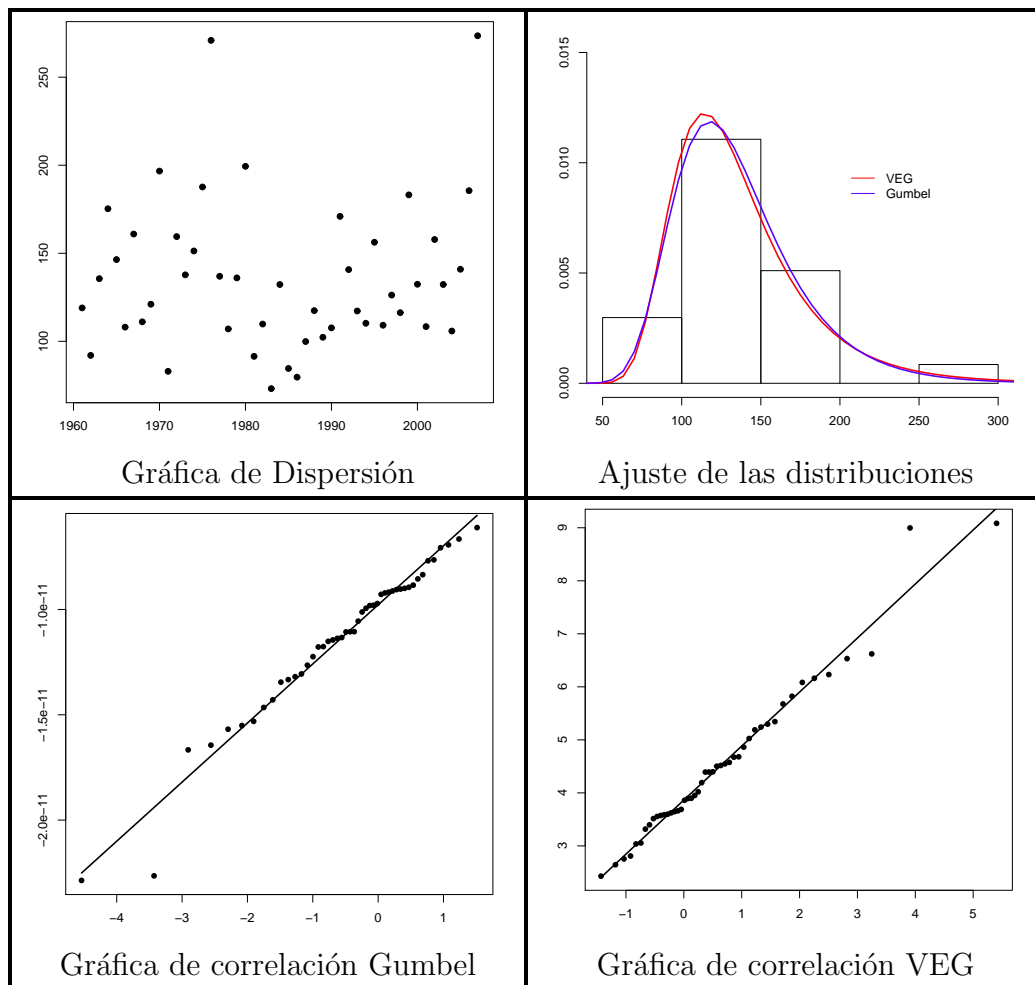 250
200
150
100
1960 1970 1980 1990 2000
Gráfica de Dispersión
0.015
0.010
0.005
0.000
50 100 150 200 250 300
VEG
Gumbel
Ajuste de las distribuciones
−1.0e−11
−1.5e−11
−2.0e−11
−4 −3 −2 −1 0 1
Gráfica de correlación Gumbel
9
8
7
6
5
4
3
−1 0 1 2 3 4 5
Gráfica de correlación VEG